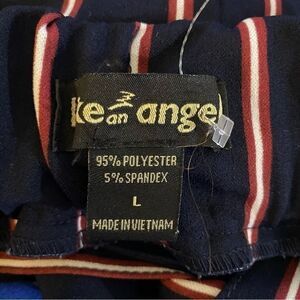 ke an angel
95% POLYESTER
5% SPANDEX
L
MADE IN VIETNAM